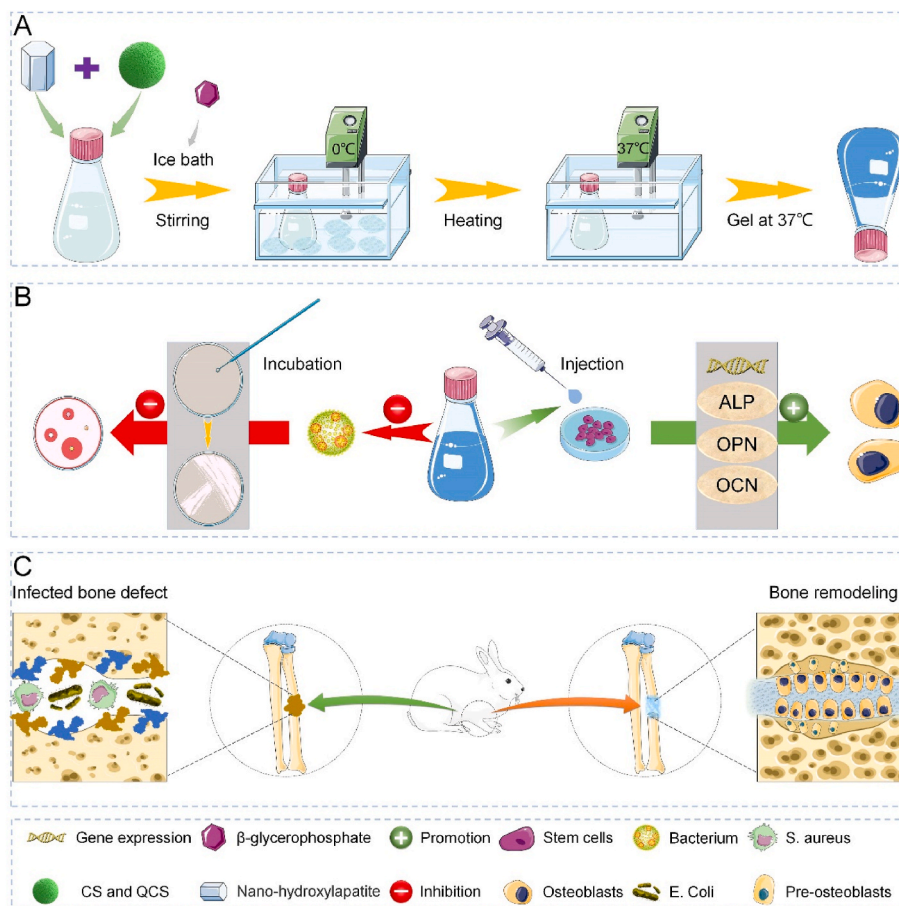 A
0℃
37℃
Ice bath
Stirring
Heating
Gel at 37℃
B
Incubation
Injection
ALP
OPN
OCN
C
Infected bone defect
Bone remodeling
Gene expression
β-glycerophosphate
Promotion
Stem cells
Bacterium
S. aureus
CS and QCS
Nano-hydroxylapatite
Inhibition
Osteoblasts
E. Coli
Pre-osteoblasts